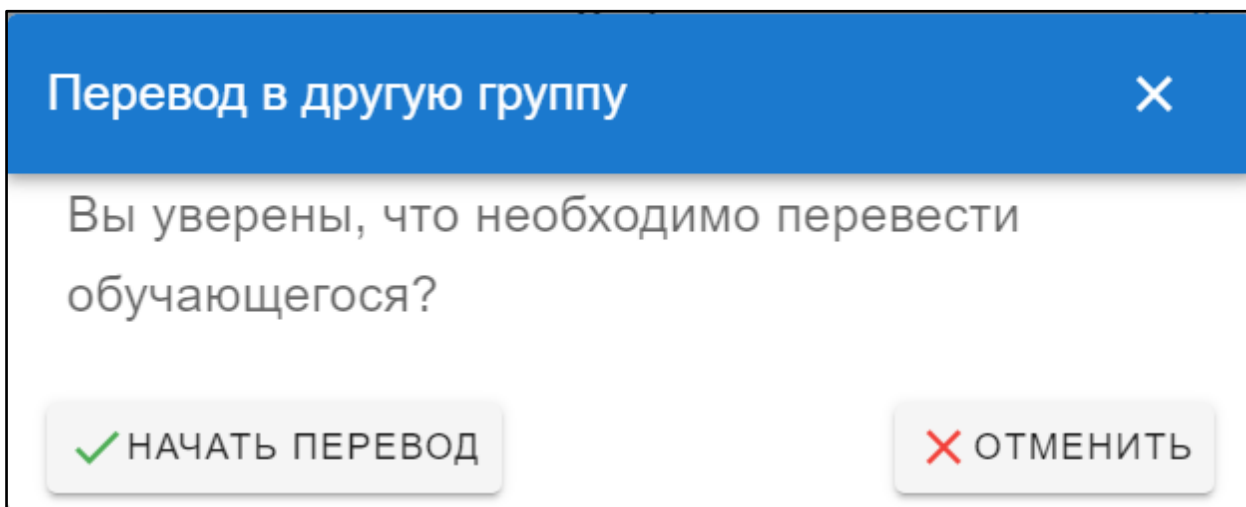 Перевод в другую группу
Вы уверены, что необходимо перевести
обучающегося?
НАЧАТЬ ПЕРЕВОД
ОТМЕНИТЬ